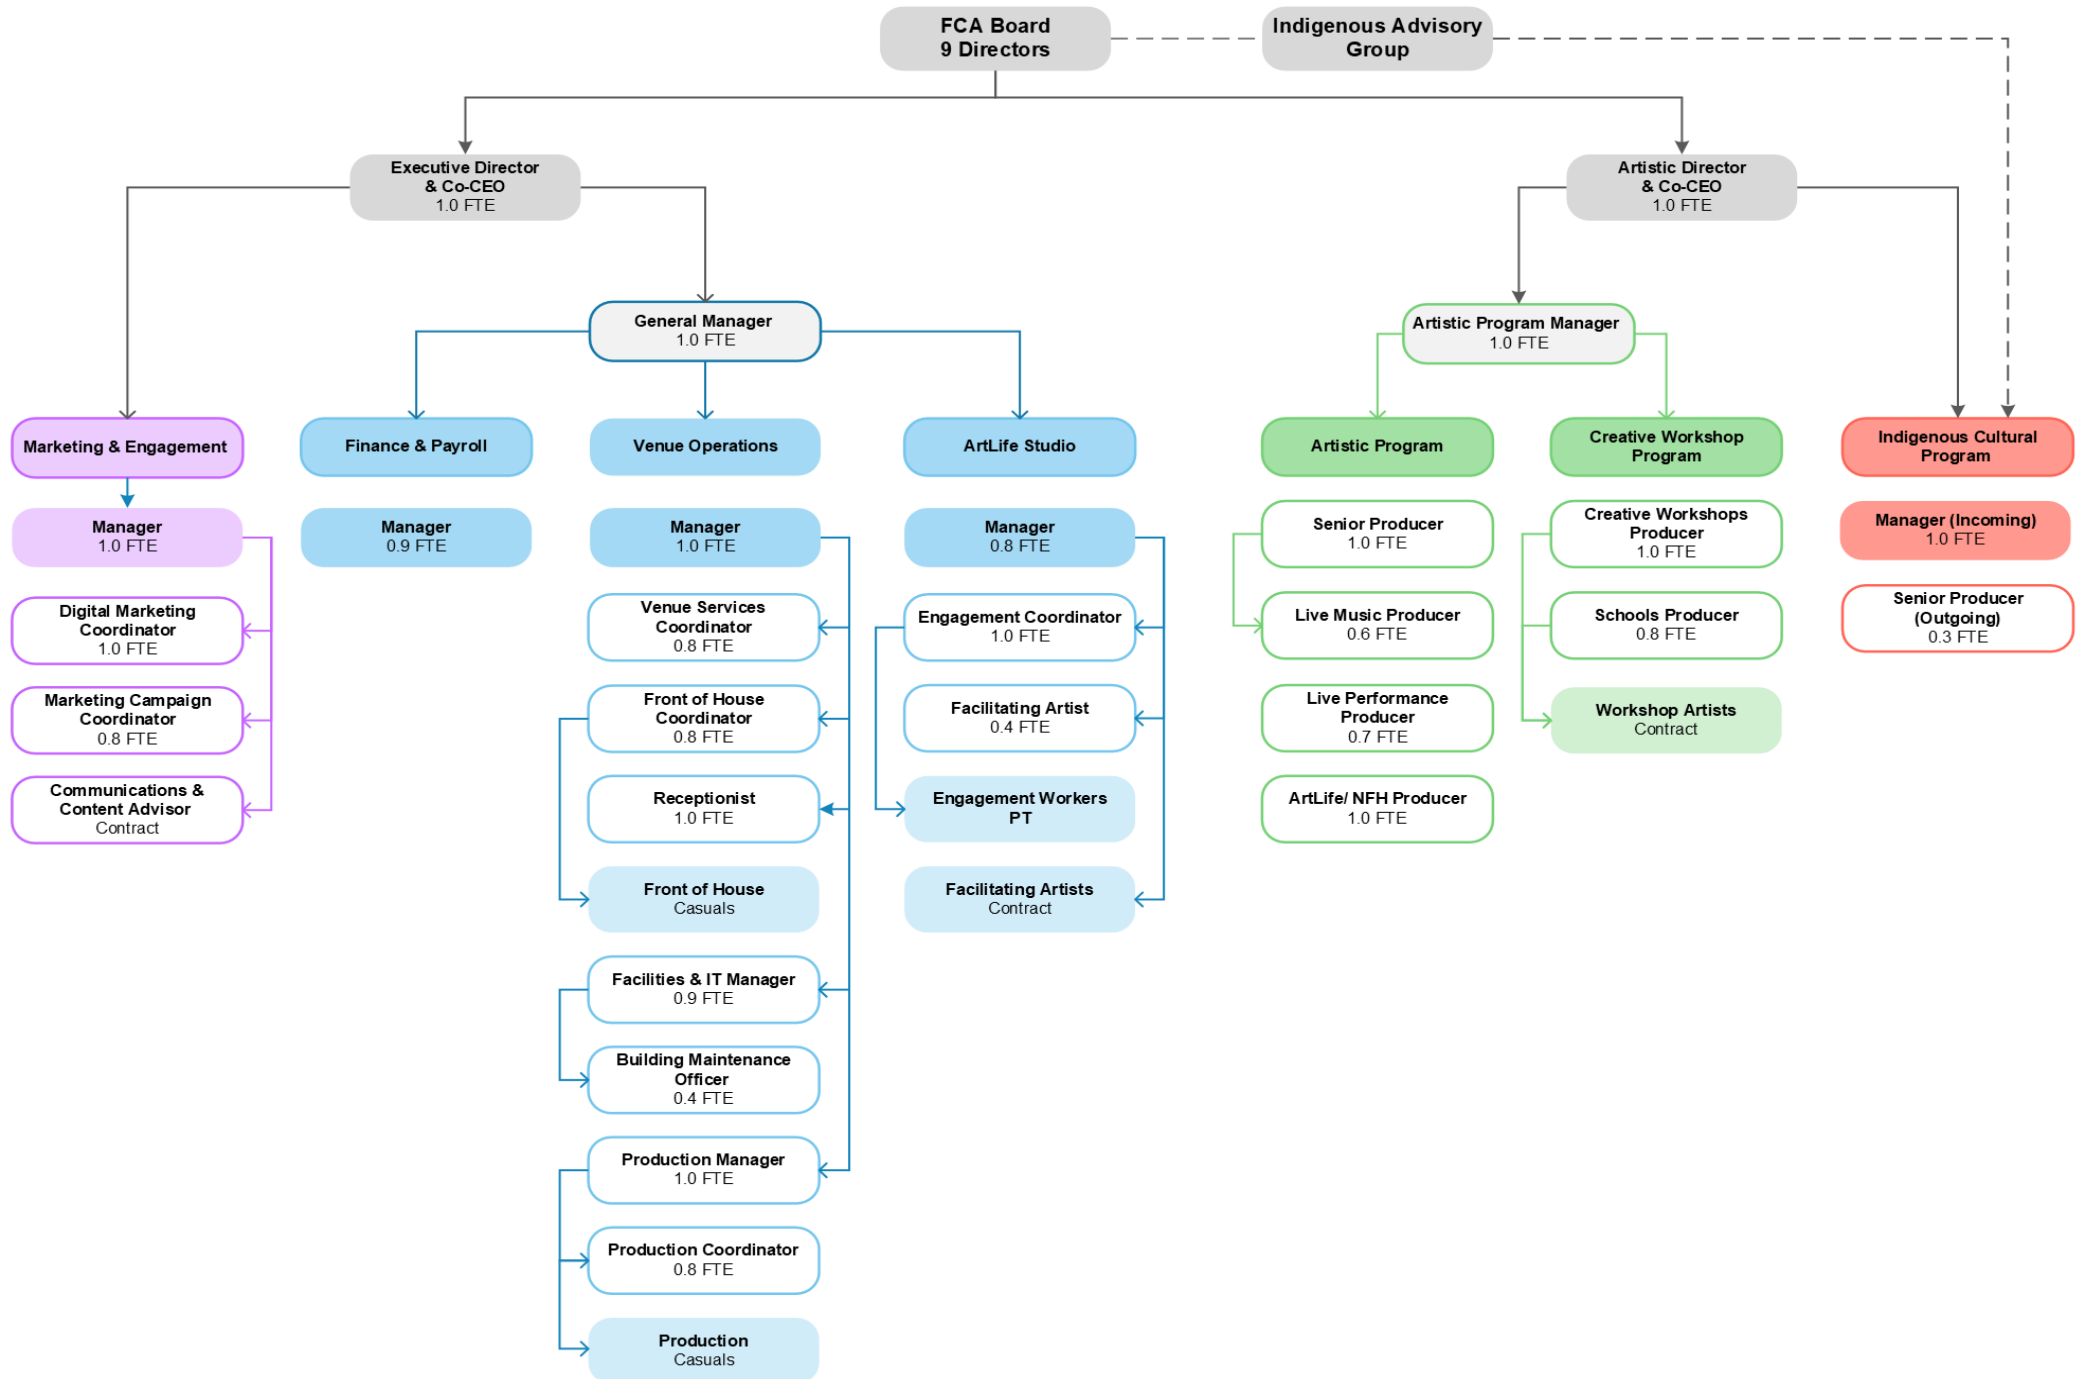 FCA Board
9 Directors
Indigenous Advisory
Group
Executive Director
& Co-CEO
1.0 FTE
Artistic Director
& Co-CEO
1.0 FTE
General Manager
1.0 FTE
Artistic Program Manager
1.0 FTE
Marketing & Engagement
Manager
1.0 FTE
Digital Marketing
Coordinator
1.0 FTE
Marketing Campaign
Coordinator
0.8 FTE
Communications &
Content Advisor
Contract
Finance & Payroll
Manager
0.9 FTE
Venue Operations
Manager
1.0 FTE
Venue Services
Coordinator
0.8 FTE
Front of House
Coordinator
0.8 FTE
Receptionist
1.0 FTE
Front of House
Casuals
Facilities & IT Manager
0.9 FTE
Building Maintenance
Officer
0.4 FTE
Production Manager
1.0 FTE
Production Coordinator
0.8 FTE
Production
Casuals
ArtLife Studio
Manager
0.8 FTE
Engagement Coordinator
1.0 FTE
Facilitating Artist
0.4 FTE
Engagement Workers
PT
Facilitating Artists
Contract
Artistic Program
Senior Producer
1.0 FTE
Live Music Producer
0.6 FTE
Live Performance
Producer
0.7 FTE
ArtLife/ NFH Producer
1.0 FTE
Creative Workshop
Program
Creative Workshops
Producer
1.0 FTE
Schools Producer
0.8 FTE
Workshop Artists
Contract
Indigenous Cultural
Program
Manager (Incoming)
1.0 FTE
Senior Producer
(Outgoing)
0.3 FTE